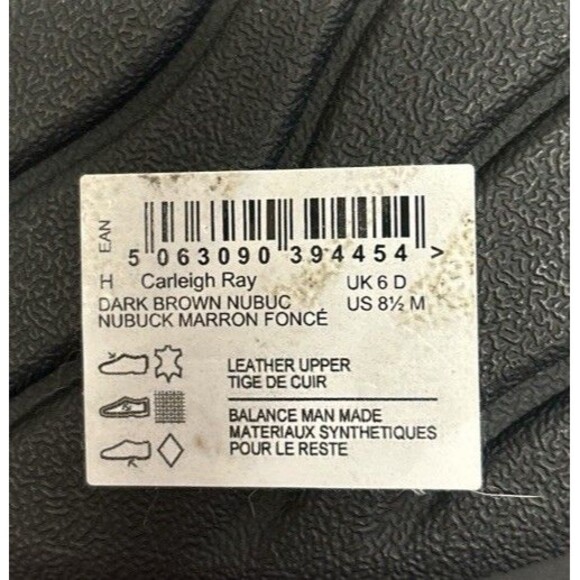 EAN
5 063090 394454 >
H Carleigh Ray UK 6 D
DARK BROWN NUBUC US 8½ M
NUBUCK MARRON FONCÉ
LEATHER UPPER
TIGE DE CUIR
BALANCE MAN MADE
MATERIAUX SYNTHETIQUES
POUR LE RESTE